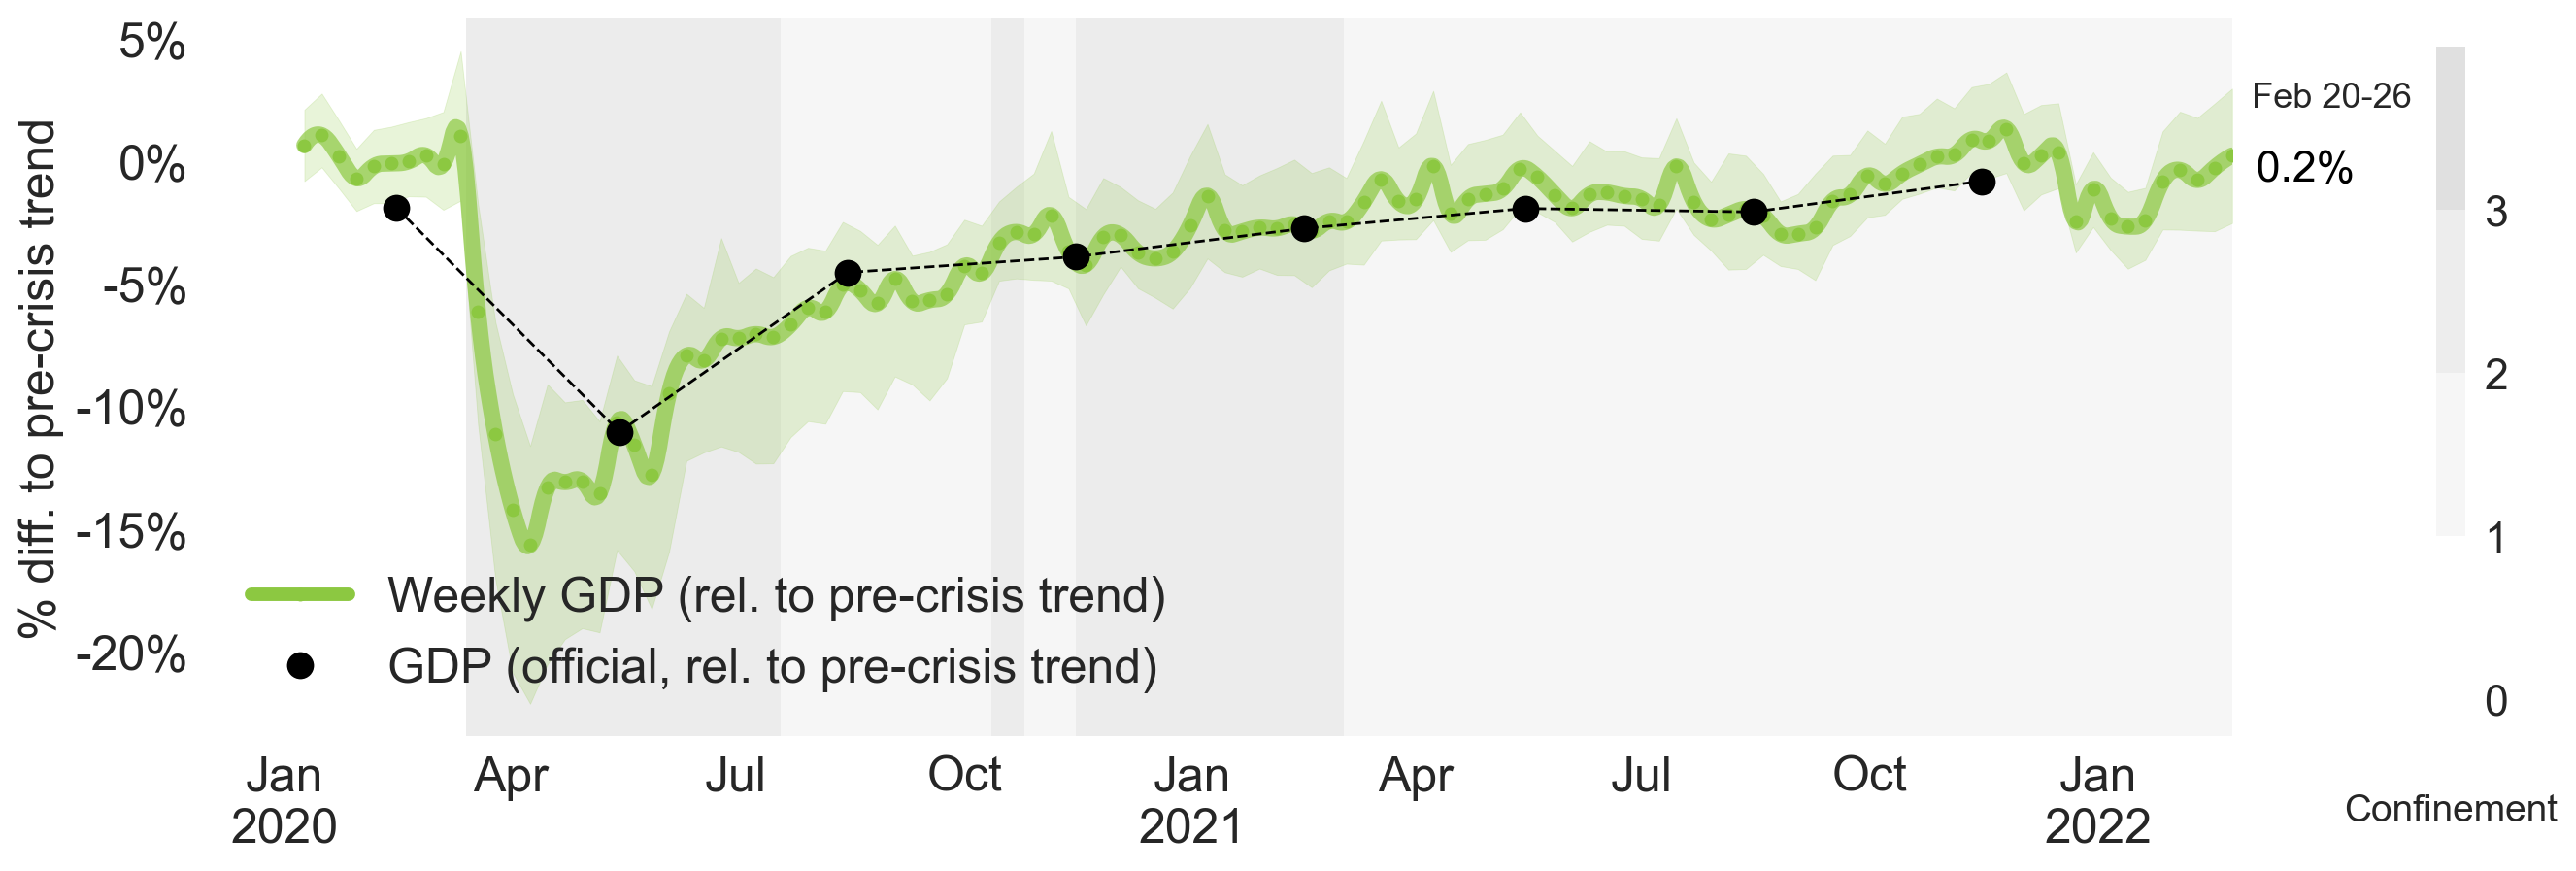 % diff. to pre-crisis trend
5%
0%
-5%
-10%
-15%
-20%
Weekly GDP (rel. to pre-crisis trend)
GDP (official, rel. to pre-crisis trend)
Jan
2020
Apr
Jul
Oct
Jan
2021
Apr
Jul
Oct
Jan
2022
Feb 20-26
0.2%
3
2
1
0
Confinement